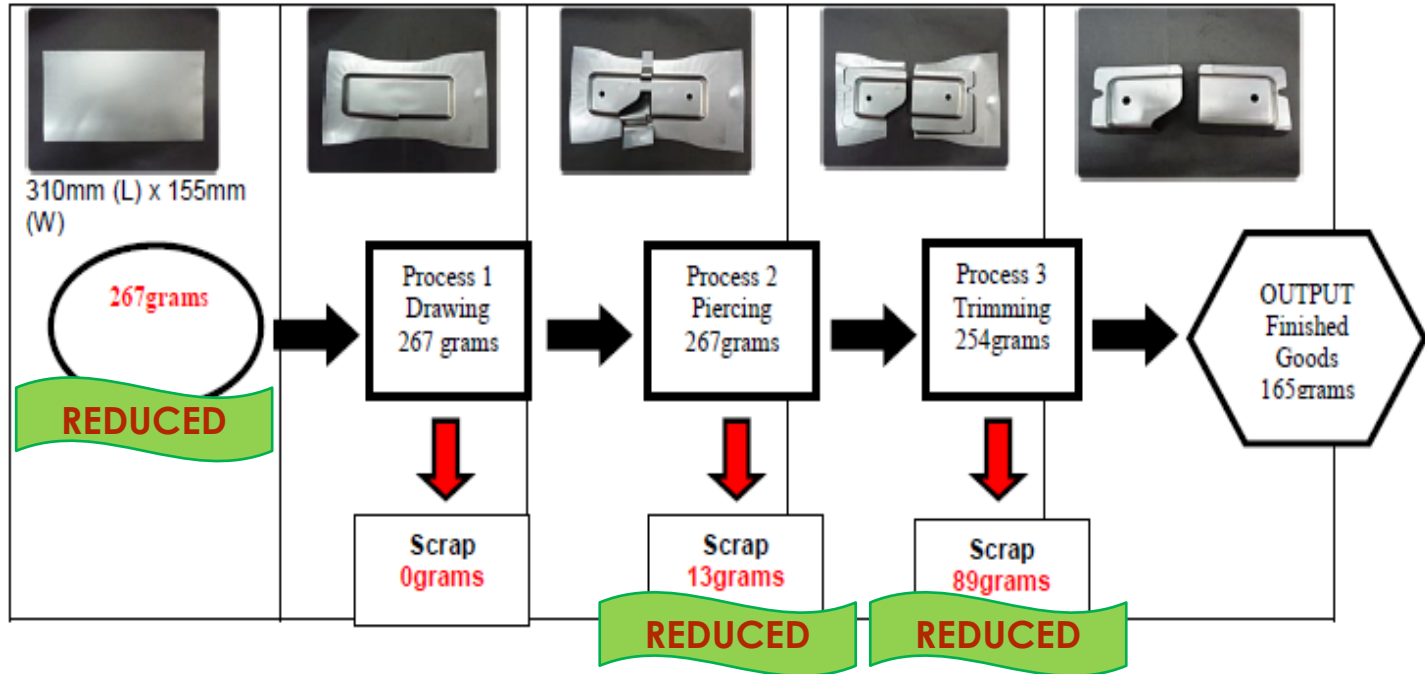 310mm (L) x 155mm
(W)
267grams
REDUCED
Process 1
Drawing
267 grams
Process 2
Piercing
267grams
Process 3
Trimming
254grams
OUTPUT
Finished
Goods
165grams
Scrap
0grams
Scrap
13grams
REDUCED
Scrap
89grams
REDUCED